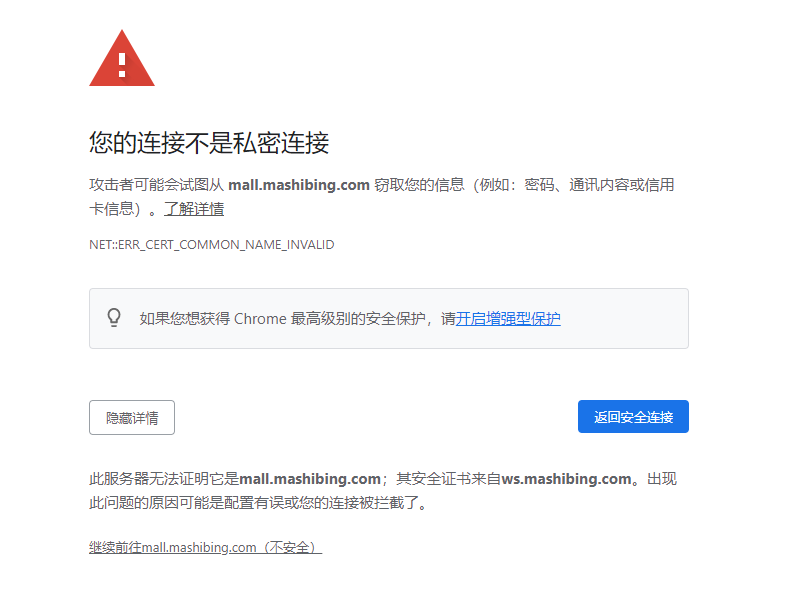 您的连接不是私密连接
攻击者可能会试图从 mall.mashibing.com 窃取您的信息（例如：密码、通讯内容或信用
卡信息）。了解详情
NET::ERR_CERT_COMMON_NAME_INVALID
如果您想获得 Chrome 最高级别的安全保护，请开启增强型保护
隐藏详情
返回安全连接
此服务器无法证明它是mall.mashibing.com；其安全证书来自ws.mashibing.com。出现
此问题的原因可能是配置有误或您的连接被拦截了。
继续前往mall.mashibing.com（不安全）